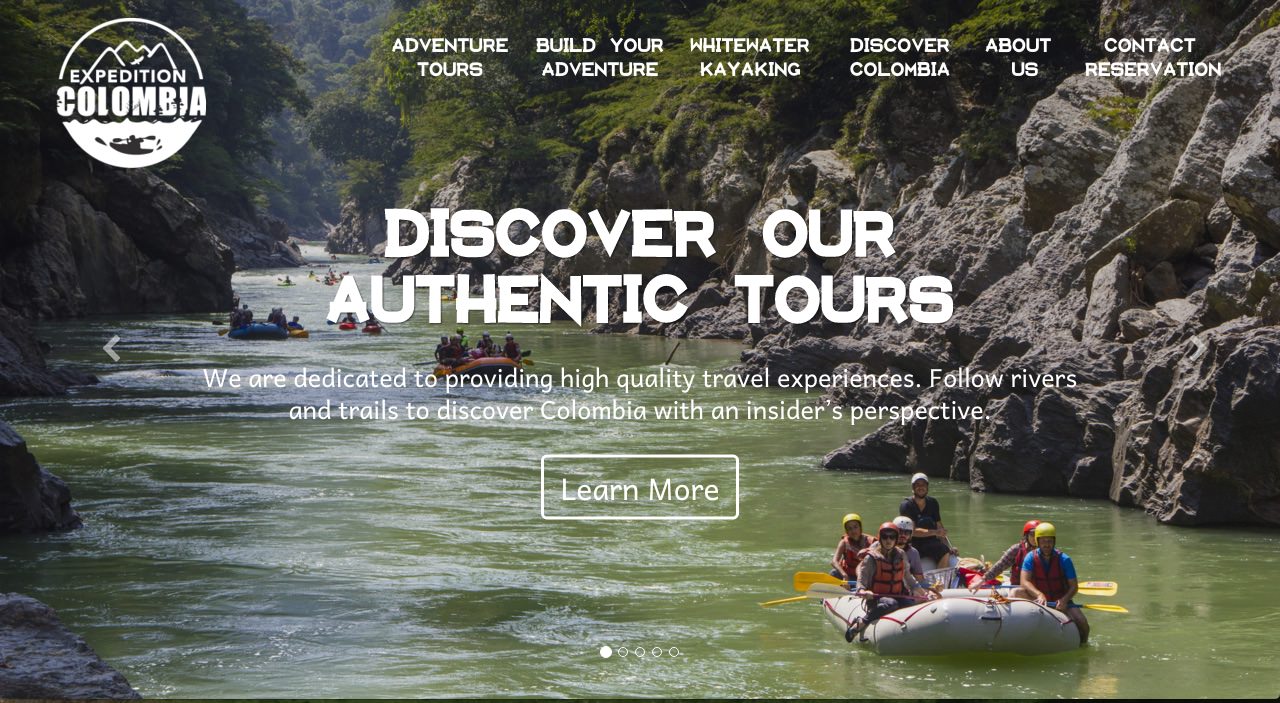 EXPEDITION
COLOMBIA
ADVENTURE
TOURS
BUILD YOUR
ADVENTURE
WHITEWATER
KAYAKING
DISCOVER
COLOMBIA
ABOUT
US
CONTACT
RESERVATION
DISCOVER OUR
AUTHENTIC TOURS
We are dedicated to providing high quality travel experiences. Follow rivers
and trails to discover Colombia with an insider's perspective.
Learn More